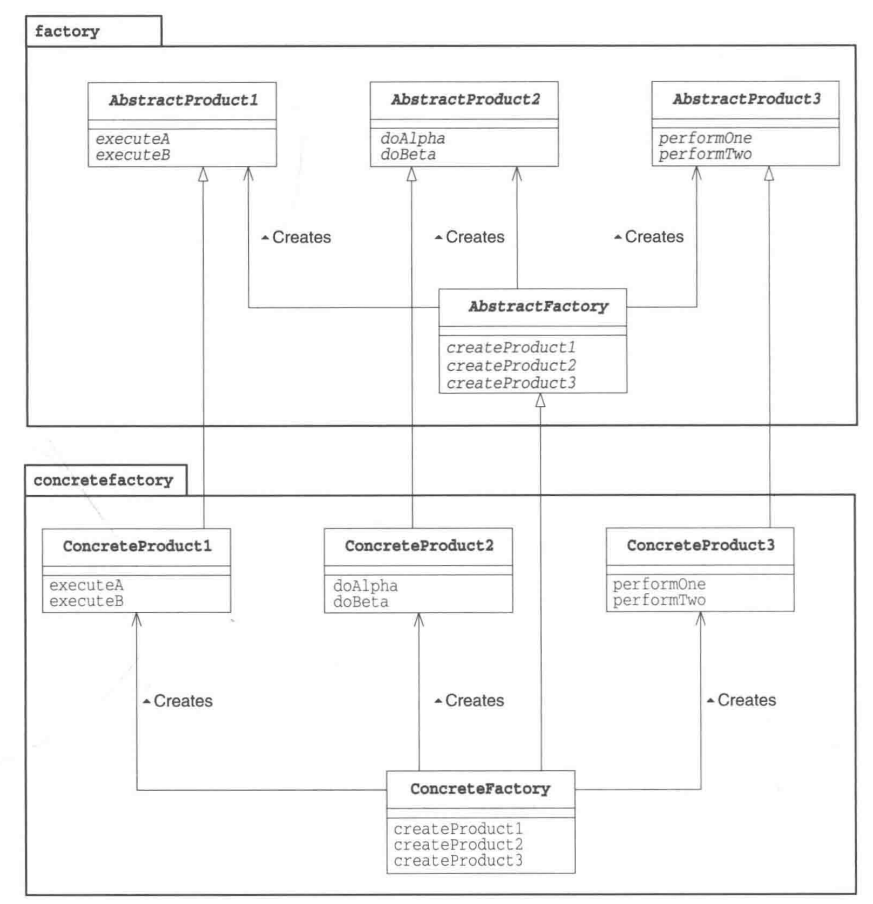 factory
AbstractProduct1
executeA
executeB
AbstractProduct2
doAlpha
doBeta
AbstractProduct3
performOne
performTwo
Creates
Creates
Creates
AbstractFactory
createProduct1
createProduct2
createProduct3
concretefactory
ConcreteProduct1
executeA
executeB
ConcreteProduct2
doAlpha
doBeta
ConcreteProduct3
performOne
performTwo
Creates
Creates
Creates
ConcreteFactory
createProduct1
createProduct2
createProduct3